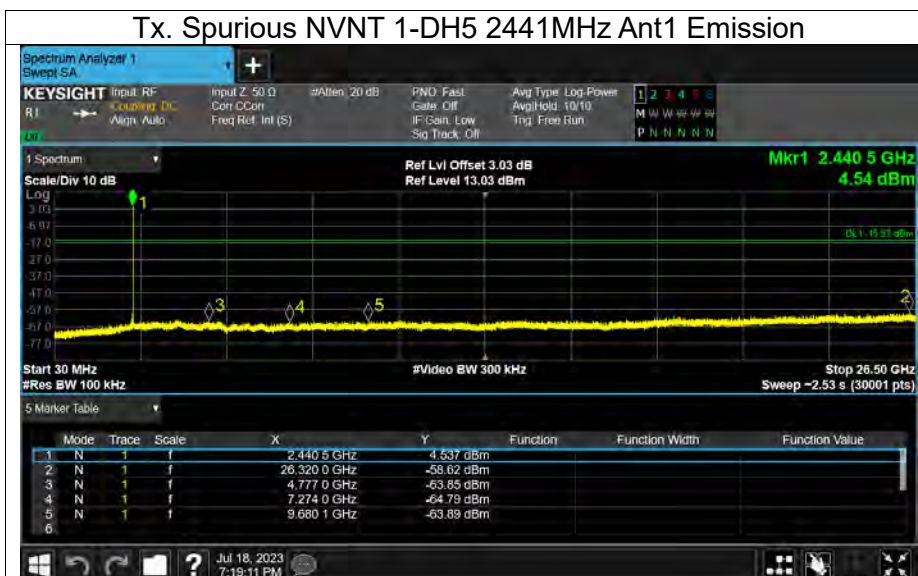 Tx. Spurious NVNT 1-DH5 2441MHz Ant1 Emission
Spectrum Analyzer 1
Swept SA
+
KEYSIGHT Input: RF Input Z: 50 Ω #Atten: 20 dB PNO: Fast Avg Type: Log-Power 1 2 3 4 5 6
R L Coupling: DC Corr CCorr Gate: Off Avg|Hold: 10/10 M W W W W W
Align: Auto Freq Ref: Int (S) IF Gain: Low Trig: Free Run
Sig Track: Off P N N N N N
1 Spectrum Ref Lvl Offset 3.03 dB Mkr1 2.440 5 GHz
Scale/Div 10 dB Ref Level 13.03 dBm 4.54 dBm
Log
1
3.03
-6.97
DL1 -15.51 dBm
-17.0
-27.0
-37.0
-47.0
2
3 4 5
-57.0
-67.0
-77.0
Start 30 MHz #Video BW 300 kHz Stop 26.50 GHz
#Res BW 100 kHz Sweep ~2.53 s (30001 pts)
5 Marker Table
Mode Trace Scale X Y Function Function Width Function Value
1 N 1 f 2.440 5 GHz 4.537 dBm
2 N 1 f 26.320 0 GHz -58.62 dBm
3 N 1 f 4.777 0 GHz -63.85 dBm
4 N 1 f 7.274 0 GHz -64.79 dBm
5 N 1 f 9.680 1 GHz -63.89 dBm
6
? Jul 18, 2023
7:19:11 PM